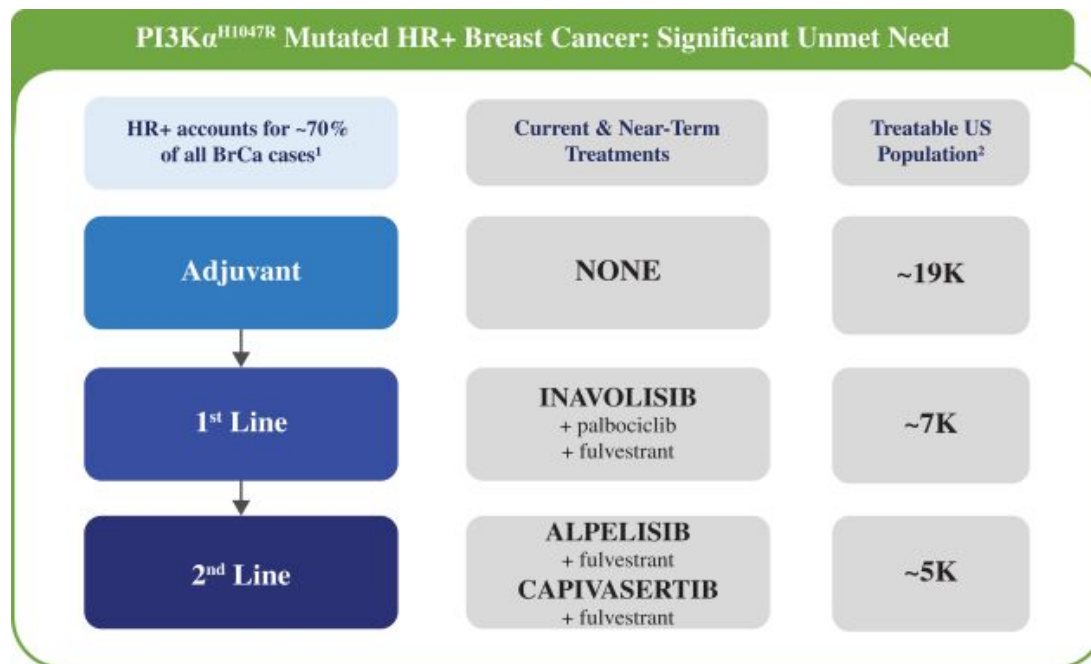 PI3Kα^H1047R Mutated HR+ Breast Cancer: Significant Unmet Need
HR+ accounts for ~70%
of all BrCa cases¹
Current & Near-Term
Treatments
Treatable US
Population²
Adjuvant
NONE
~19K
1st Line
INAVOLISIB
+ palbociclib
+ fulvestrant
~7K
2nd Line
ALPELISIB
+ fulvestrant
CAPIVASERTIB
+ fulvestrant
~5K